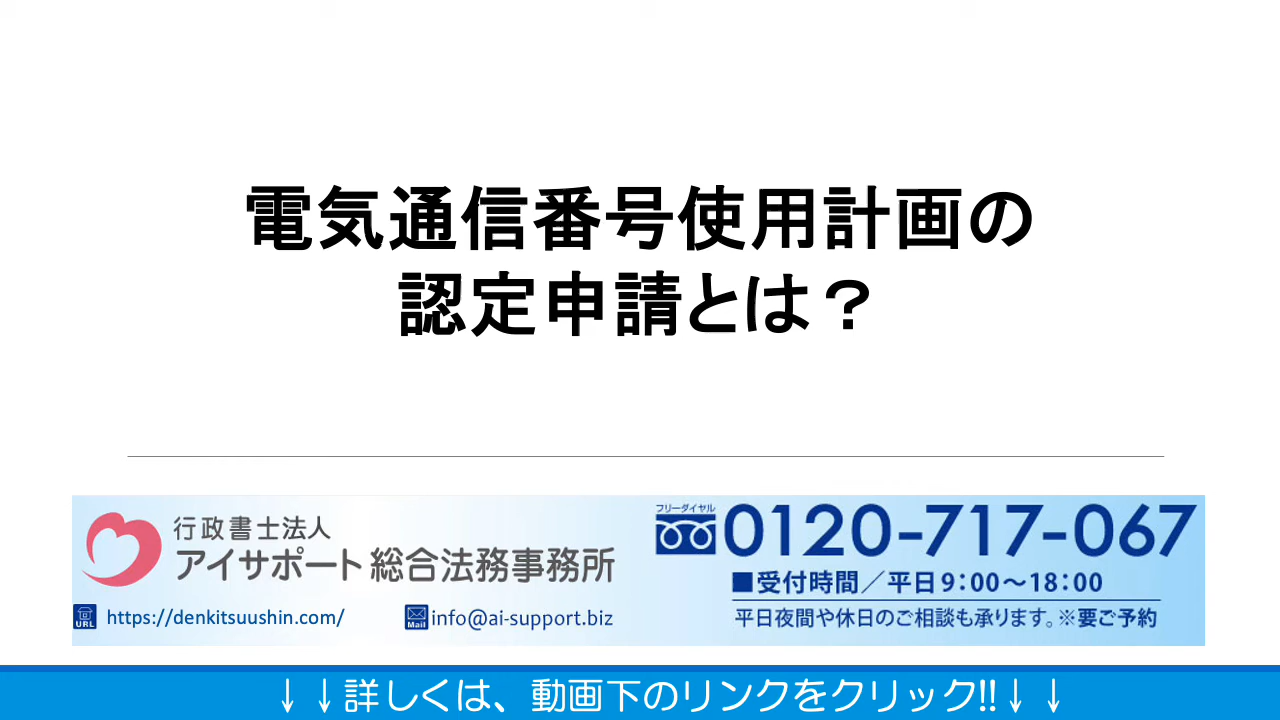 電気通信番号使用計画の
認定申請とは？
行政書士法人
アイサポート 総合法務事務所
URL https://denkitsuushin.com/
Mail info@ai-support.biz
フリーダイヤル
0120-717-067
■受付時間／平日9:00～18:00
平日夜間や休日のご相談も承ります。※要ご予約
↓↓詳しくは、動画下のリンクをクリック!!↓↓